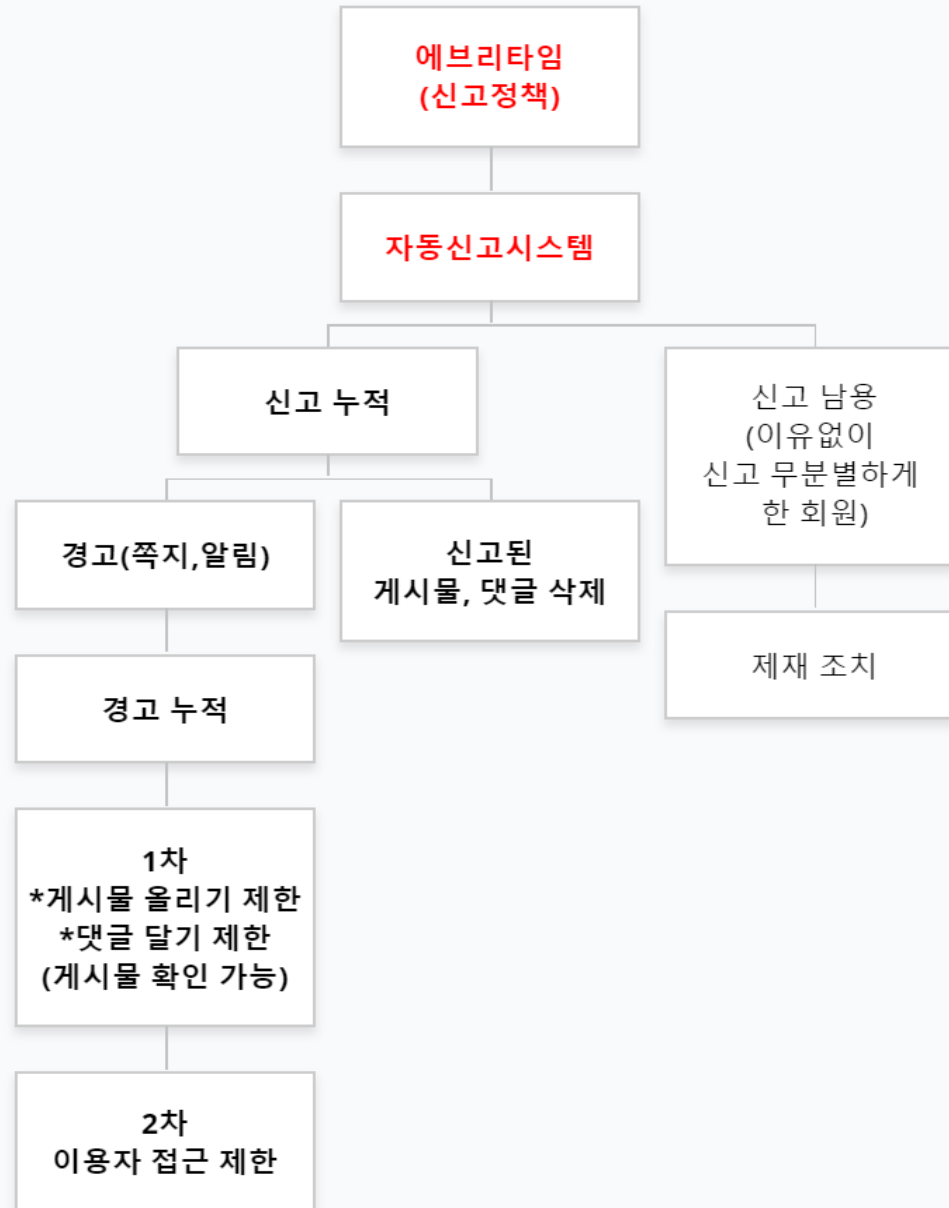 에브리타임
(신고정책)
자동신고시스템
신고 누적
신고 남용
(이유없이
신고 무분별하게
한 회원)
경고(쪽지,알림)
신고된
게시물, 댓글 삭제
제재 조치
경고 누적
1차
*게시물 올리기 제한
*댓글 달기 제한
(게시물 확인 가능)
2차
이용자 접근 제한